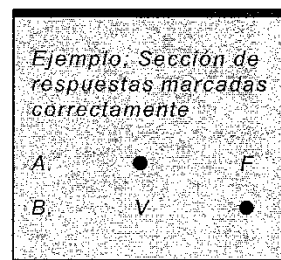 Ejemplo: Sección de
respuestas marcadas
correctamente
A. ● F
B. V ●